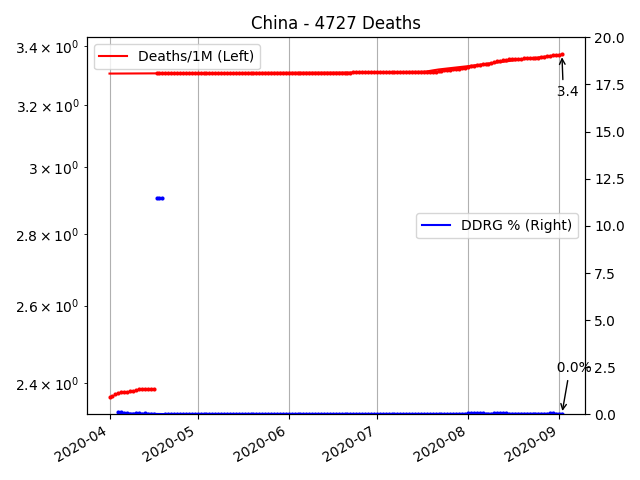 China - 4727 Deaths
3.4 × 10⁰
3.2 × 10⁰
3 × 10⁰
2.8 × 10⁰
2.6 × 10⁰
2.4 × 10⁰
Deaths/1M (Left)
3.4
DDRG % (Right)
0.0%
20.0
17.5
15.0
12.5
10.0
7.5
5.0
2.5
0.0
2020-04
2020-05
2020-06
2020-07
2020-08
2020-09